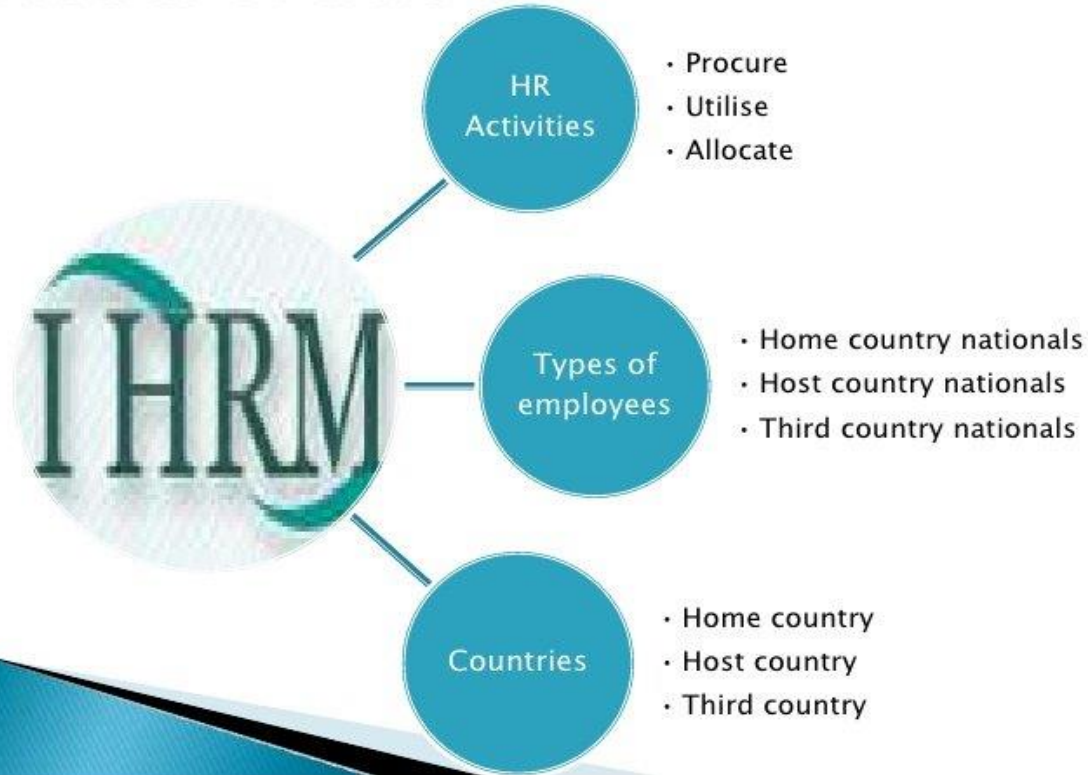 HR
Activities
· Procure
· Utilise
· Allocate
I HRM
Types of
employees
· Home country nationals
· Host country nationals
· Third country nationals
Countries
· Home country
· Host country
· Third country